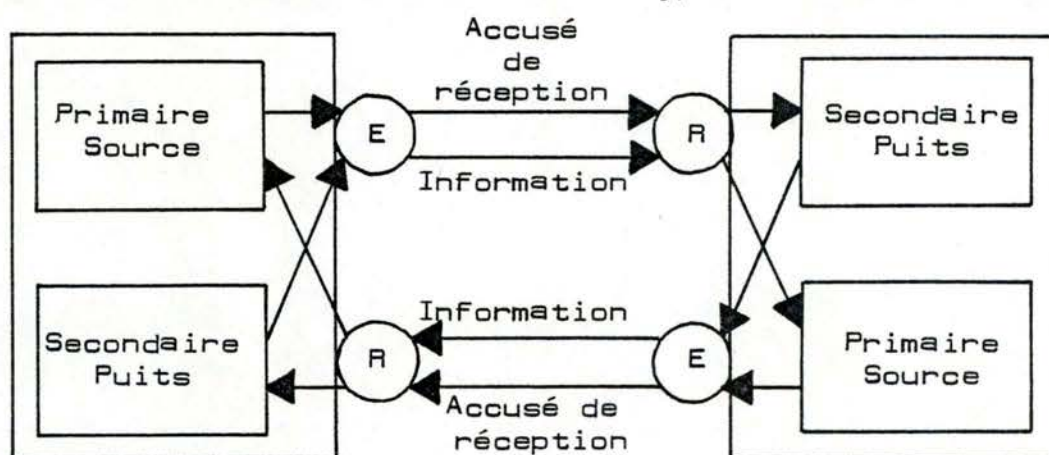 Accusé
de
réception
Primaire
Source
E
R
Secondaire
Puits
Information
Information
Secondaire
Puits
R
E
Primaire
Source
Accusé de
réception